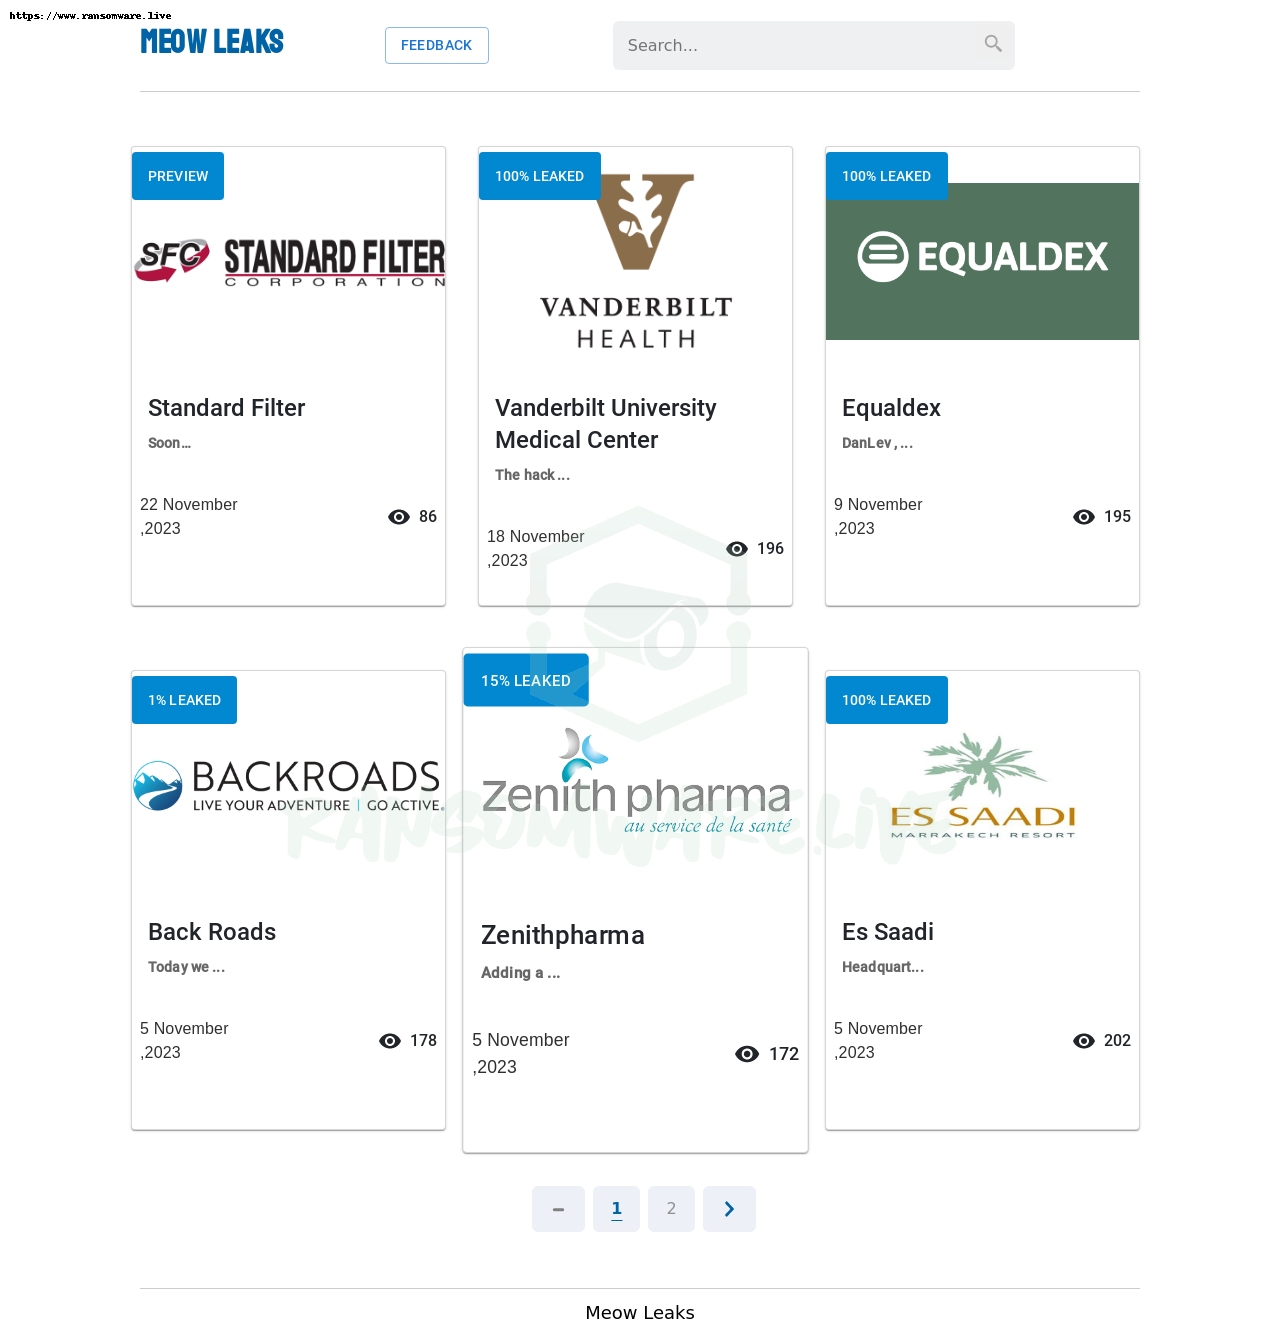 https://www.ransomware.live
MEOW LEAKS
FEEDBACK
Search...
PREVIEW
SFC STANDARD FILTER
CORPORATION
Standard Filter
Soon...
22 November
,2023
86
100% LEAKED
VANDERBILT
HEALTH
Vanderbilt University
Medical Center
The hack ...
18 November
,2023
196
100% LEAKED
EQUALDEX
Equaldex
DanLev , ...
9 November
,2023
195
1% LEAKED
BACKROADS
LIVE YOUR ADVENTURE | GO ACTIVE.
Back Roads
Today we ...
5 November
,2023
178
15% LEAKED
Zenith pharma
au service de la santé
Zenithpharma
Adding a ...
5 November
,2023
172
100% LEAKED
ES SAADI
MARRAKECH RESORT
Es Saadi
Headquart...
5 November
,2023
202
RANSOMWARE.LIVE
1
2
Meow Leaks